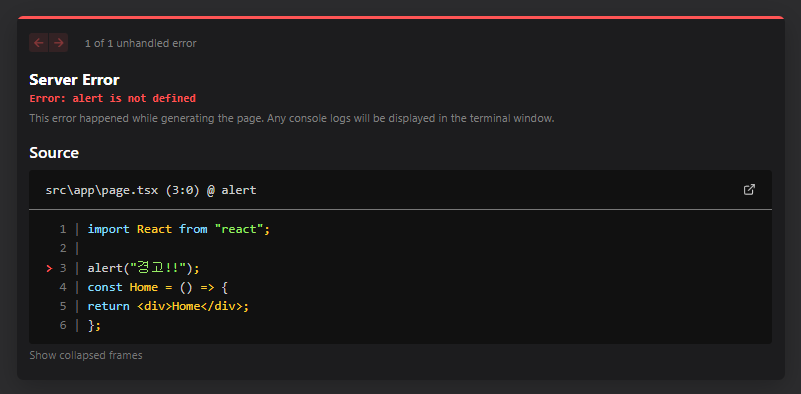 1 of 1 unhandled error
Server Error
Error: alert is not defined
This error happened while generating the page. Any console logs will be displayed in the terminal window.
Source
src\app\page.tsx (3:0) @ alert
1 | import React from "react";
2 |
> 3 | alert("경고!!");
4 | const Home = () => {
5 | return <div>Home</div>;
6 | };
Show collapsed frames